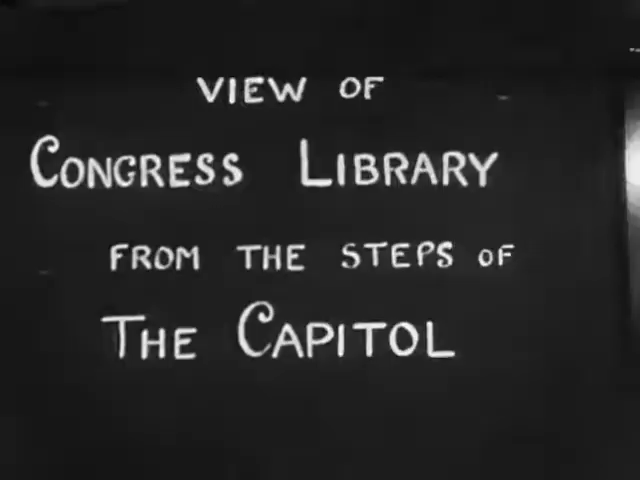 VIEW OF
CONGRESS LIBRARY
FROM THE STEPS OF
THE CAPITOL